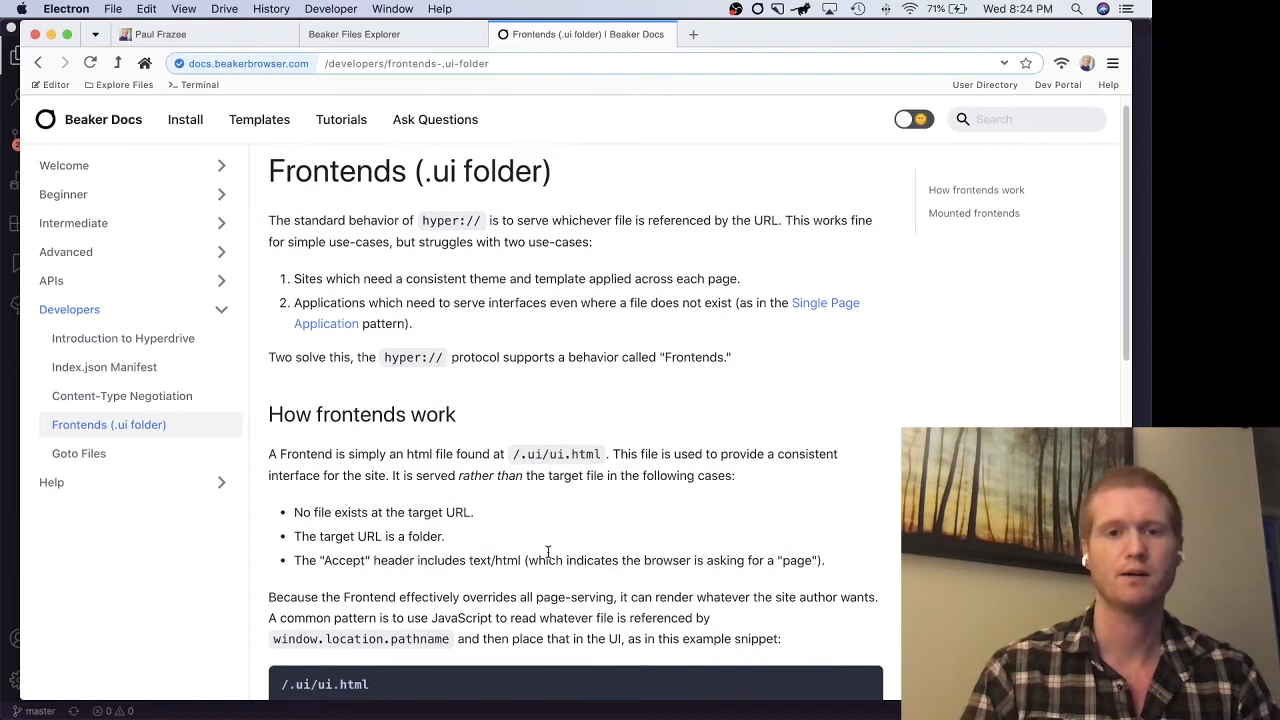 Electron File Edit View Drive History Developer Window Help 71% Wed 8:24 PM
Paul Frazee Beaker Files Explorer Frontends (.ui folder) | Beaker Docs
docs.beakerbrowser.com /developers/frontends-.ui-folder
Editor Explore Files >_ Terminal User Directory Dev Portal Help
Beaker Docs Install Templates Tutorials Ask Questions Search
Welcome
Beginner
Intermediate
Advanced
APIs
Developers
Introduction to Hyperdrive
Index.json Manifest
Content-Type Negotiation
Frontends (.ui folder)
Goto Files
Help
Frontends (.ui folder)
The standard behavior of hyper:// is to serve whichever file is referenced by the URL. This works fine
for simple use-cases, but struggles with two use-cases:
1. Sites which need a consistent theme and template applied across each page.
2. Applications which need to serve interfaces even where a file does not exist (as in the Single Page
Application pattern).
Two solve this, the hyper:// protocol supports a behavior called "Frontends."
How frontends work
A Frontend is simply an html file found at /.ui/ui.html. This file is used to provide a consistent
interface for the site. It is served rather than the target file in the following cases:
• No file exists at the target URL.
• The target URL is a folder.
• The "Accept" header includes text/html (which indicates the browser is asking for a "page").
Because the Frontend effectively overrides all page-serving, it can render whatever the site author wants.
A common pattern is to use JavaScript to read whatever file is referenced by
window.location.pathname and then place that in the UI, as in this example snippet:
/.ui/ui.html
How frontends work
Mounted frontends
master 0 0